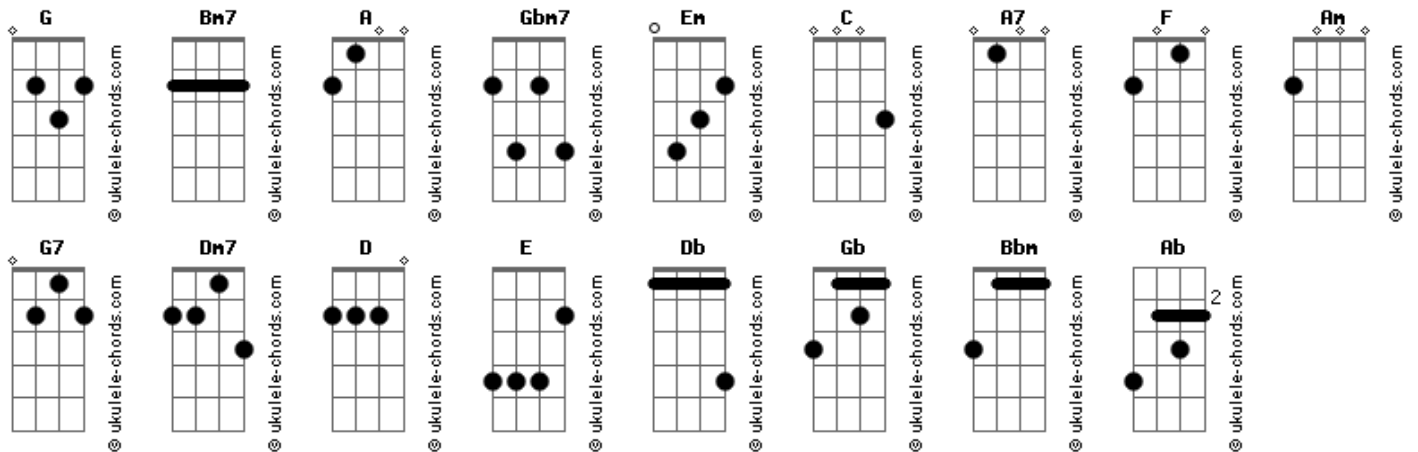 G Bm7 A Gbm7 Em C A7 F Am
© ukulele-chords.com © ukulele-chords.com © ukulele-chords.com © ukulele-chords.com © ukulele-chords.com © ukulele-chords.com © ukulele-chords.com © ukulele-chords.com © ukulele-chords.com
G7 Dm7 D E Db Gb Bbm Ab
2
© ukulele-chords.com © ukulele-chords.com © ukulele-chords.com © ukulele-chords.com © ukulele-chords.com © ukulele-chords.com © ukulele-chords.com © ukulele-chords.com